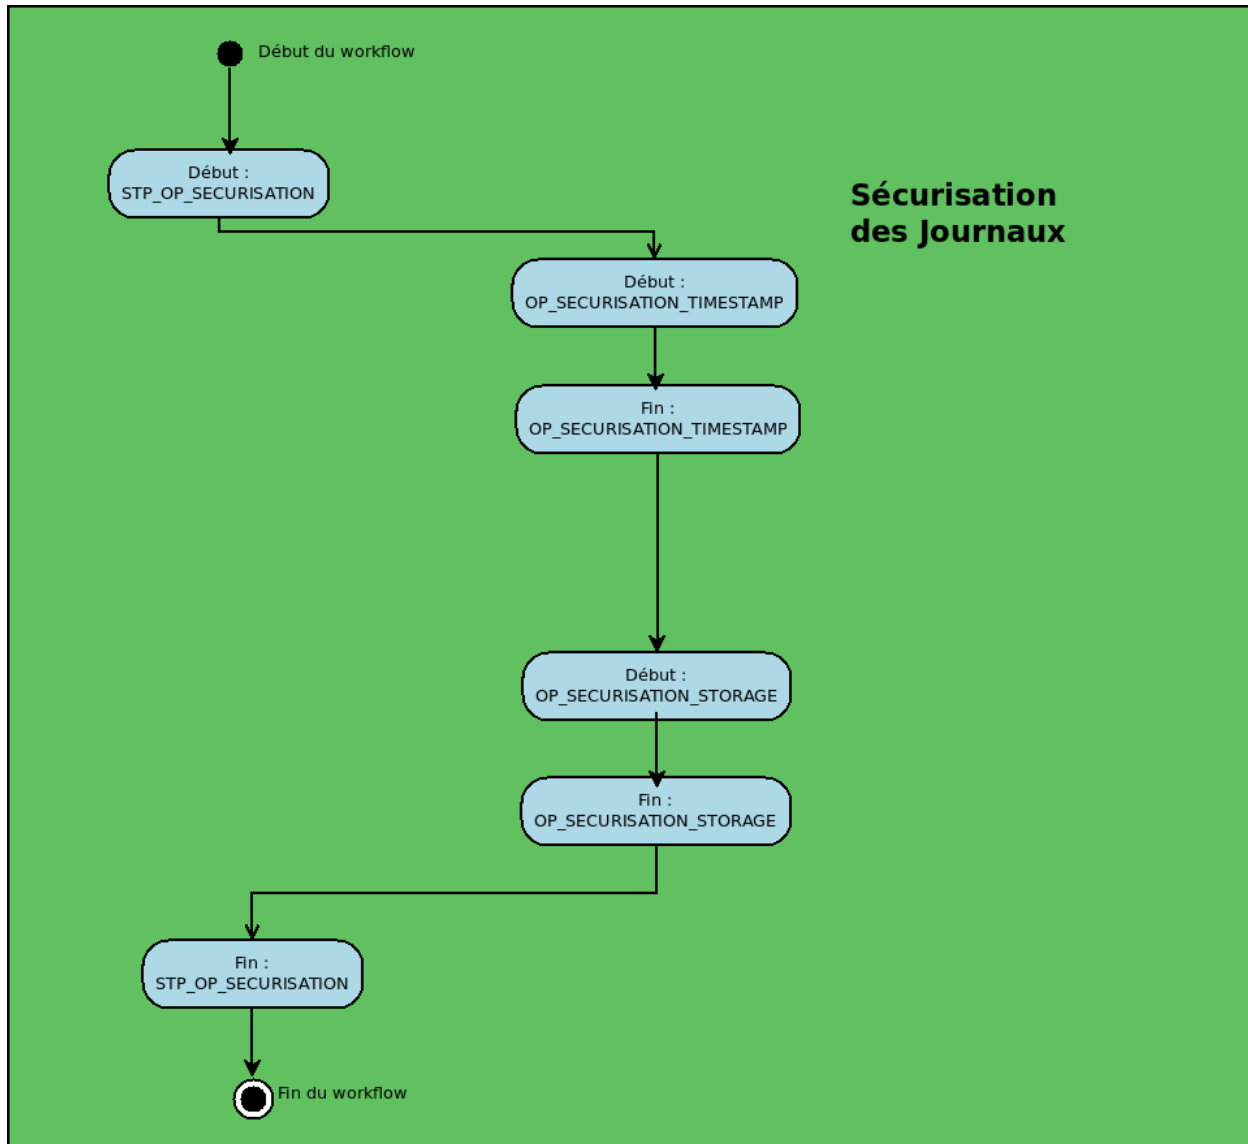 Début du workflow
Début :
STP_OP_SECURISATION
Sécurisation
des Journaux
Début :
OP_SECURISATION_TIMESTAMP
Fin :
OP_SECURISATION_TIMESTAMP
Début :
OP_SECURISATION_STORAGE
Fin :
OP_SECURISATION_STORAGE
Fin :
STP_OP_SECURISATION
Fin du workflow